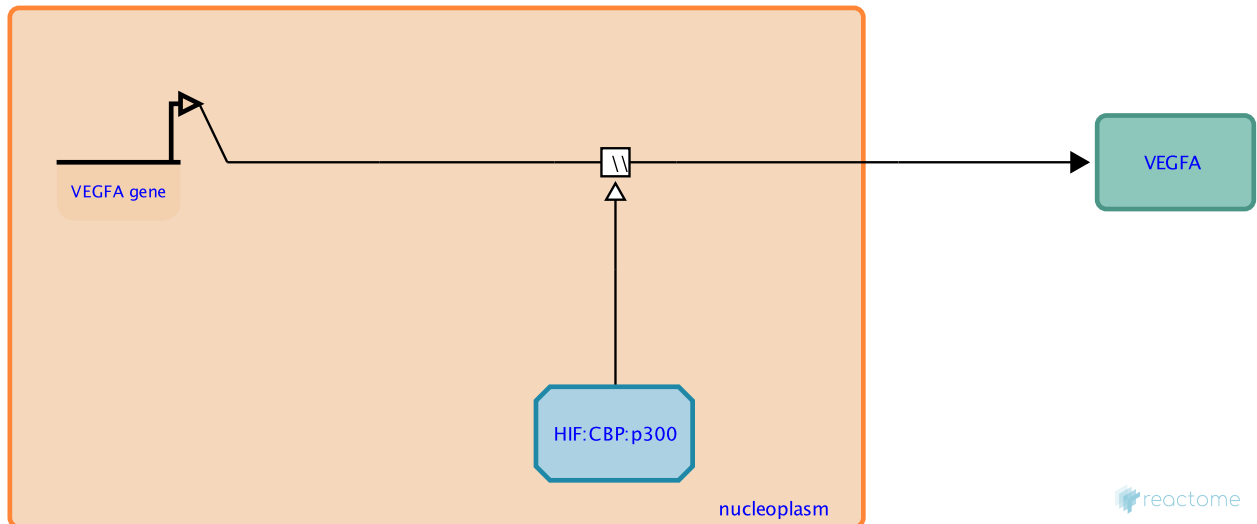 VEGFA
VEGFA gene
\\
HIF:CBP:p300
nucleoplasm
reactome